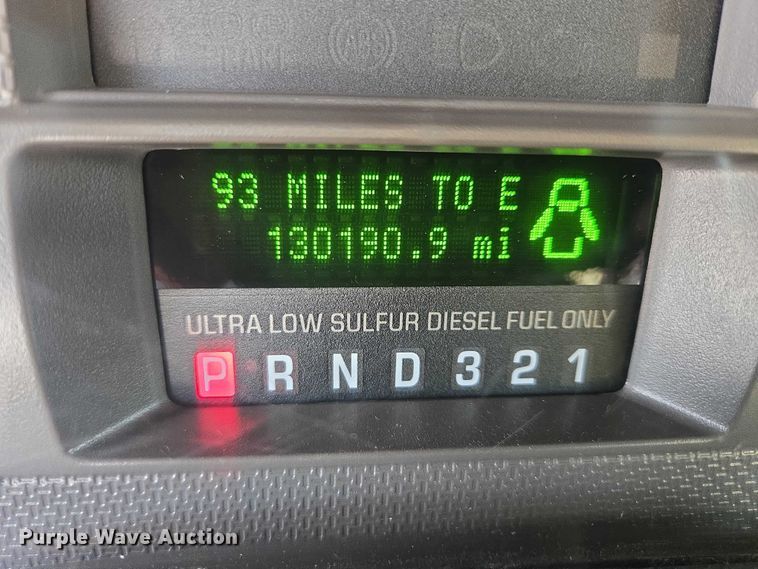 93 MILES TO E
130190.9 mi
ULTRA LOW SULFUR DIESEL FUEL ONLY
P R N D 3 2 1
Purple Wave Auction